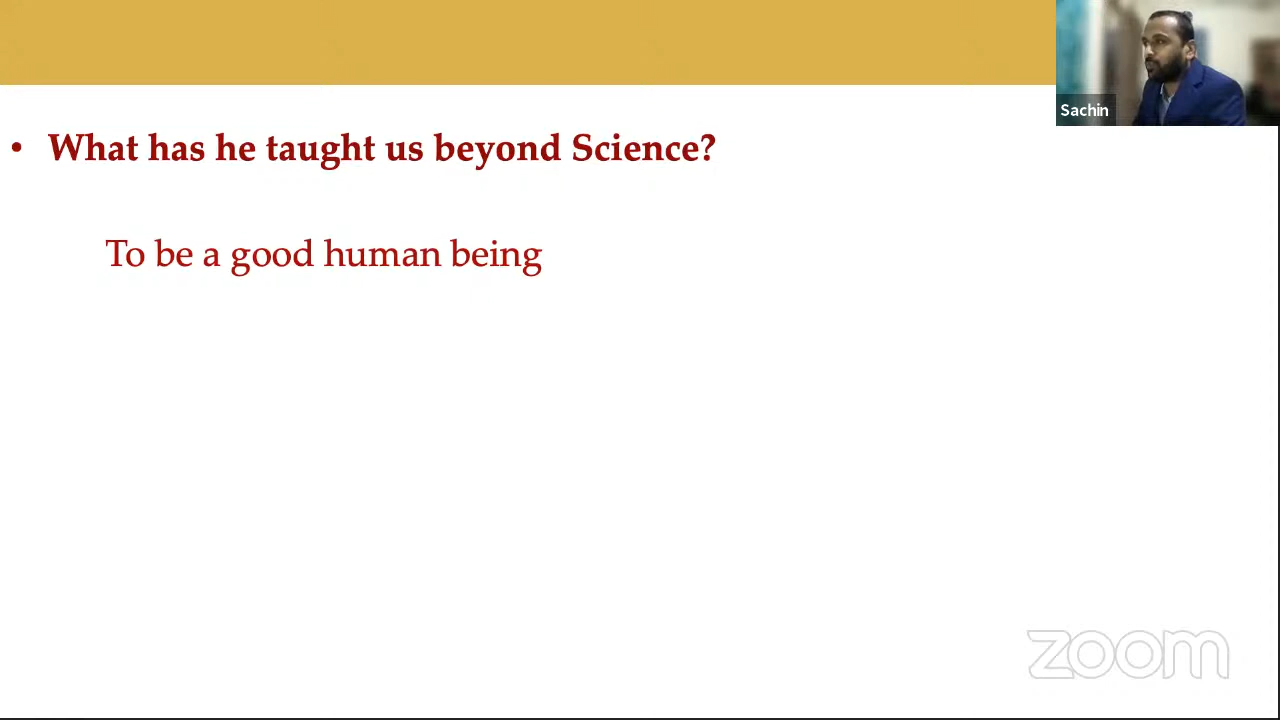 Sachin
• What has he taught us beyond Science?
To be a good human being
zoom